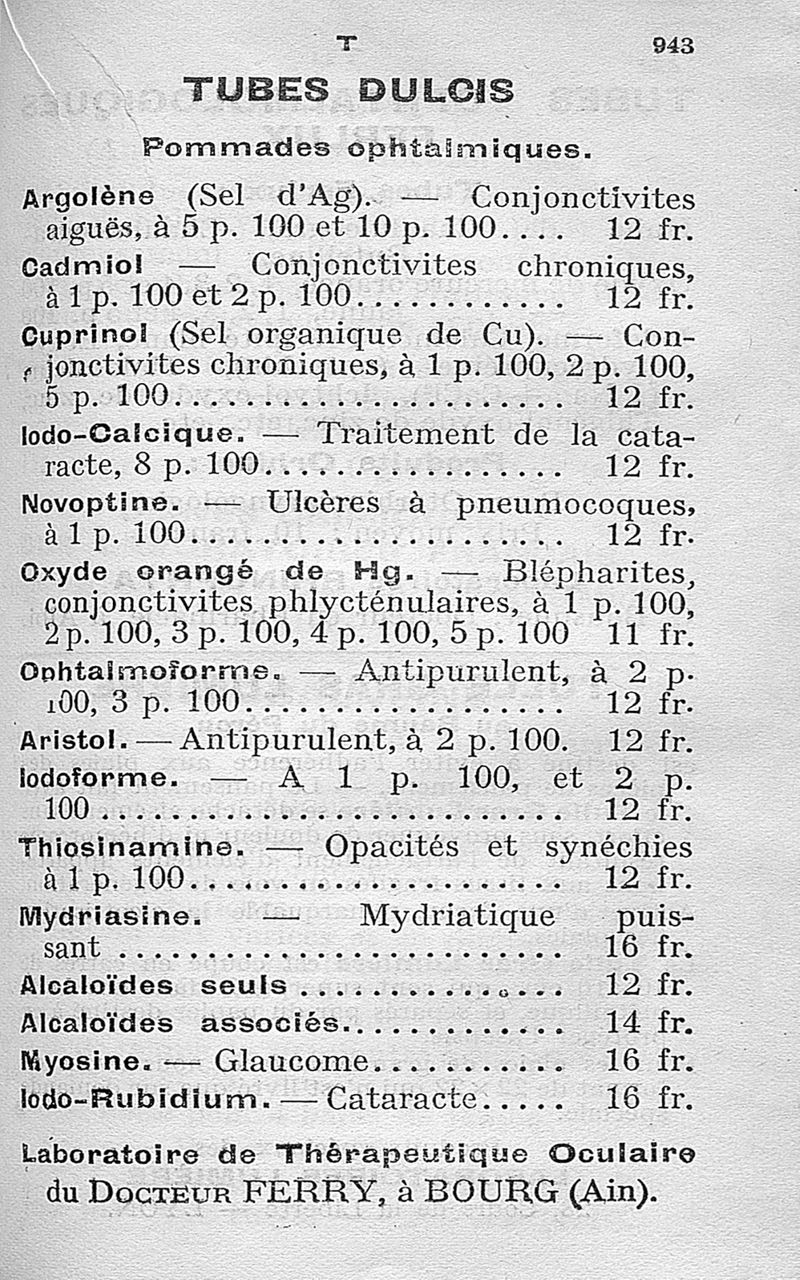 T 943
TUBES DULCIS
Pommades ophtalmiques.
Argolène (Sel d'Ag). — Conjonctivites
aiguës, à 5 p. 100 et 10 p. 100.... 12 fr.
Cadmiol — Conjonctivites chroniques,
à 1 p. 100 et 2 p. 100............ 12 fr.
Cuprinol (Sel organique de Cu). — Con-
jonctivites chroniques, à 1 p. 100, 2 p. 100,
5 p. 100...................... 12 fr.
Iodo-Calcique. — Traitement de la cata-
racte, 8 p. 100................. 12 fr.
Novoptine. — Ulcères à pneumocoques,
à 1 p. 100..................... 12 fr.
Oxyde orangé de Hg. — Blépharites,
conjonctivites phlycténulaires, à 1 p. 100,
2 p. 100, 3 p. 100, 4 p. 100, 5 p. 100 11 fr.
Ophtalmoforme. — Antipurulent, à 2 p.
100, 3 p. 100.................. 12 fr.
Aristol. — Antipurulent, à 2 p. 100. 12 fr.
Iodoforme. — A 1 p. 100, et 2 p.
100.......................... 12 fr.
Thiosinamine. — Opacités et synéchies
à 1 p. 100..................... 12 fr.
Mydriasine. — Mydriatique puis-
sant ......................... 16 fr.
Alcaloïdes seuls ............... 12 fr.
Alcaloïdes associés............. 14 fr.
Myosine. — Glaucome........... 16 fr.
Iodo-Rubidium. — Cataracte..... 16 fr.
Laboratoire de Thérapeutique Oculaire
du DOCTEUR FERRY, à BOURG (Ain).